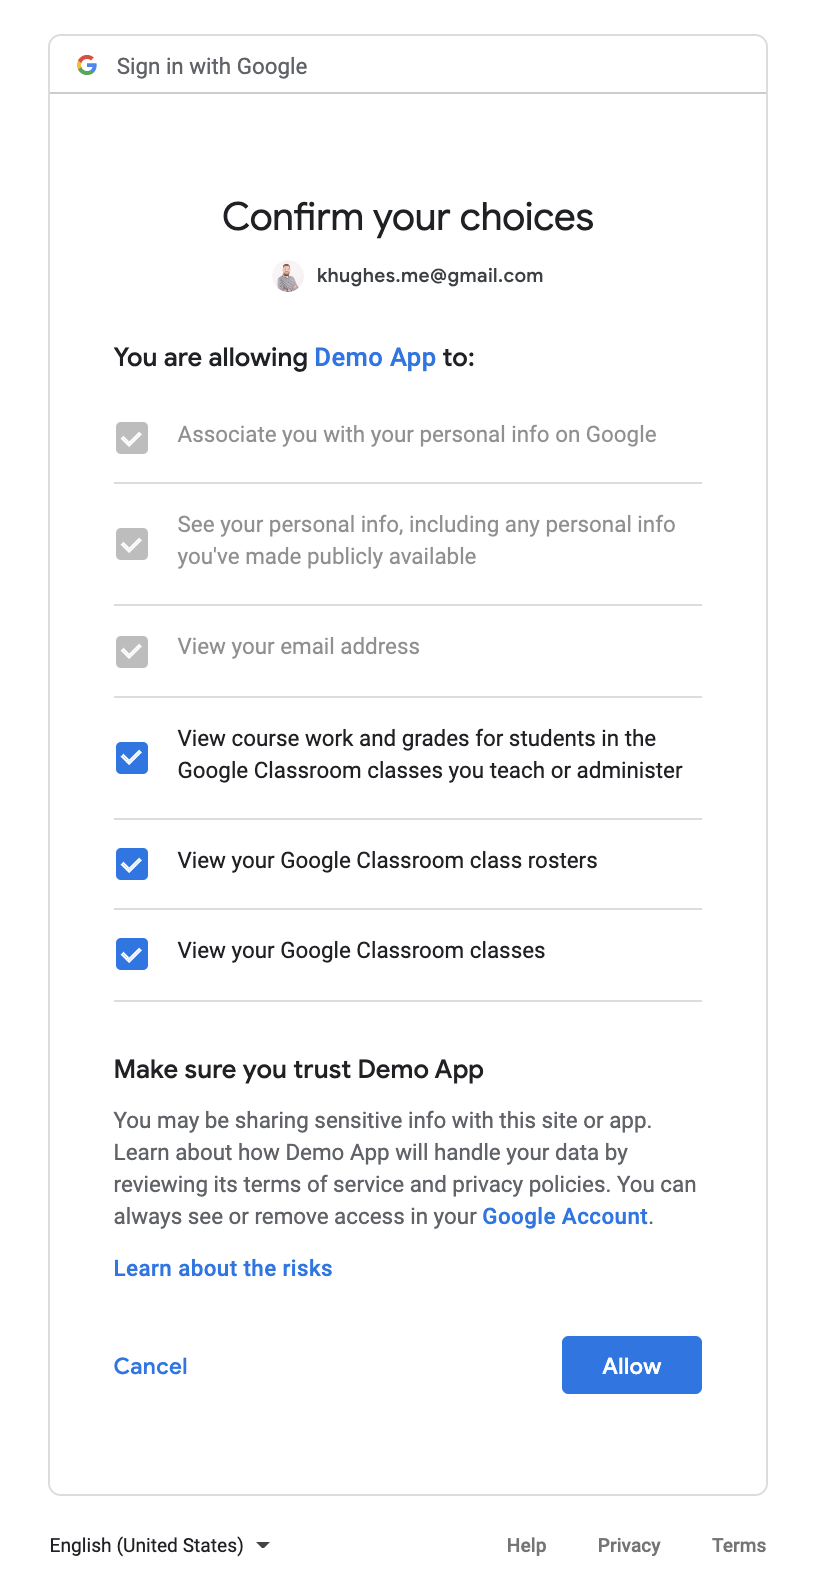 Sign in with Google
Confirm your choices
khughes.me@gmail.com
You are allowing Demo App to:
Associate you with your personal info on Google
See your personal info, including any personal info
you've made publicly available
View your email address
View course work and grades for students in the
Google Classroom classes you teach or administer
View your Google Classroom class rosters
View your Google Classroom classes
Make sure you trust Demo App
You may be sharing sensitive info with this site or app.
Learn about how Demo App will handle your data by
reviewing its terms of service and privacy policies. You can
always see or remove access in your Google Account.
Learn about the risks
Cancel Allow
English (United States) Help Privacy Terms